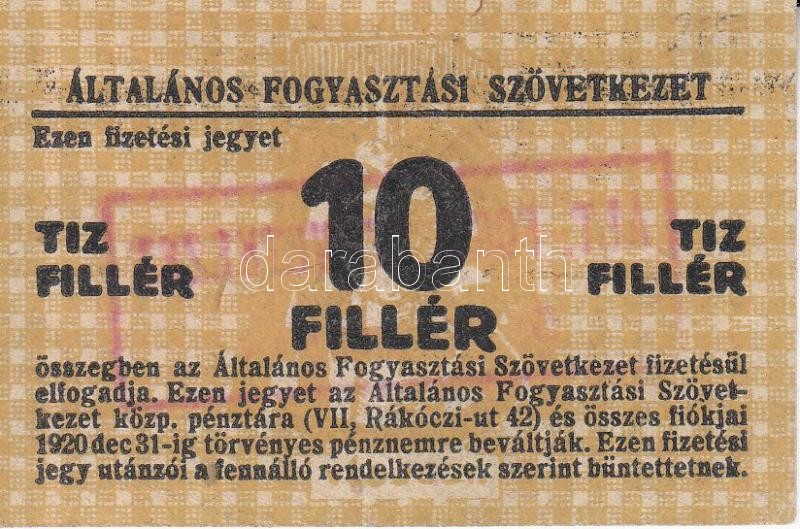 ÁLTALÁNOS FOGYASZTÁSI SZÖVETKEZET
Ezen fizetési jegyet
10
TIZ
FILLÉR
TIZ
FILLÉR
FILLÉR
darabanth
összegben az Általános Fogyasztási Szövetkezet fizetésül
elfogadja. Ezen jegyet az Általános Fogyasztási Szövet-
kezet közp. pénztára (VII, Rákóczi-ut 42) és összes fiókjai
1920 dec 31-ig törvényes pénznemre beváltják. Ezen fizetési
jegy utánzói a fennálló rendelkezések szerint büntettetnek.